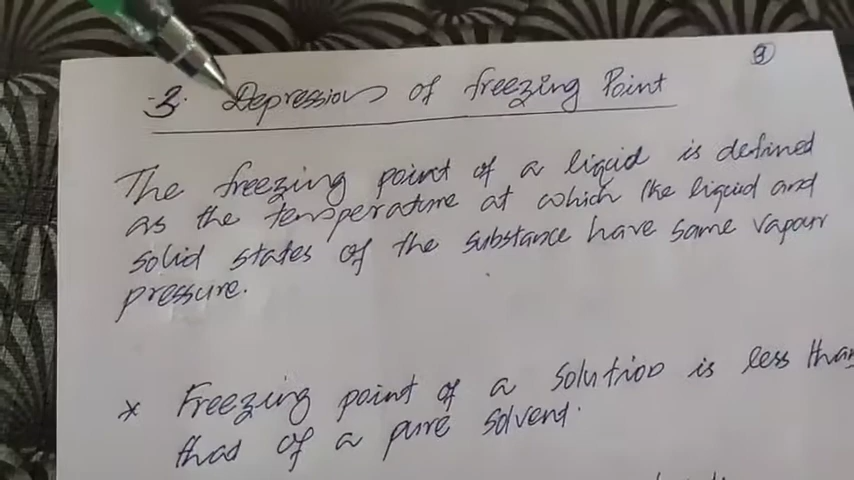 3
3. Depression of freezing Point
The freezing point of a liquid is defined
as the temperature at which the liquid and
solid states of the substance have same vapour
pressure.
* Freezing point of a solution is less than
that of a pure solvent.